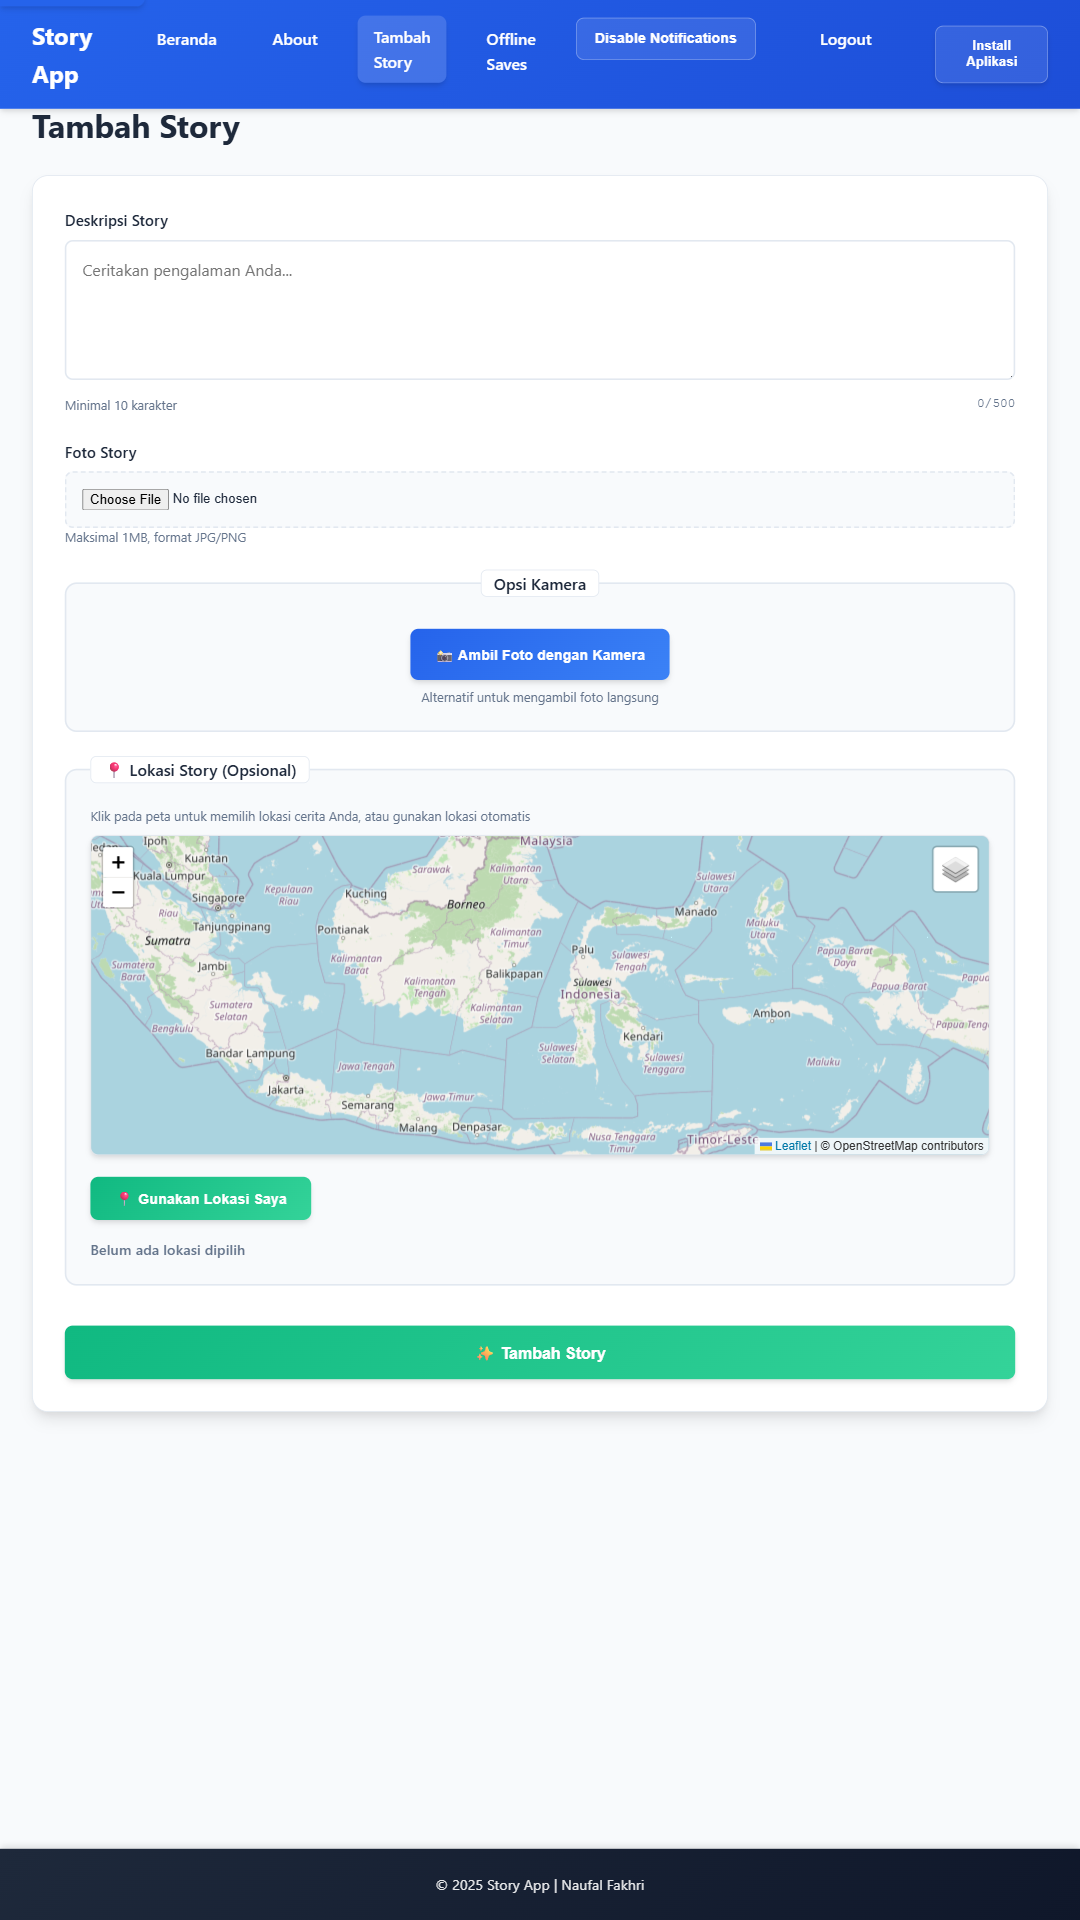 Story App
Beranda
About
Tambah Story
Offline Saves
Disable Notifications
Logout
Install Aplikasi
Tambah Story
Deskripsi Story
Ceritakan pengalaman Anda...
Minimal 10 karakter
0/500
Foto Story
Choose File No file chosen
Maksimal 1MB, format JPG/PNG
Opsi Kamera
📷 Ambil Foto dengan Kamera
Alternatif untuk mengambil foto langsung
📍 Lokasi Story (Opsional)
Klik pada peta untuk memilih lokasi cerita Anda, atau gunakan lokasi otomatis
+
−
Ipoh
Malaysia
Kuantan
Kuala Lumpur
Sarawak
Kalimantan Utara
Sulawesi Utara
Kepulauan Riau
Kuching
Singapore
Borneo
Riau
Manado
Tanjungpinang
Pontianak
Maluku Utara
Sumatra
Kalimantan Timur
Palu
Papua Barat Daya
Jambi
Kalimantan Barat
Sulawesi Tengah
Sumatera Barat
Balikpapan
Kalimantan Tengah
Sulawesi
Indonesia
Papua Barat
Sumatera Selatan
Kalimantan Selatan
Ambon
Bengkulu
Kendari
Bandar Lampung
Sulawesi Selatan
Sulawesi Tenggara
Maluku
Jawa Tengah
Jakarta
Semarang
Jawa Timur
Malang
Denpasar
Nusa Tenggara Timur
Leaflet | © OpenStreetMap contributors
📍 Gunakan Lokasi Saya
Belum ada lokasi dipilih
✨ Tambah Story
© 2025 Story App | Naufal Fakhri